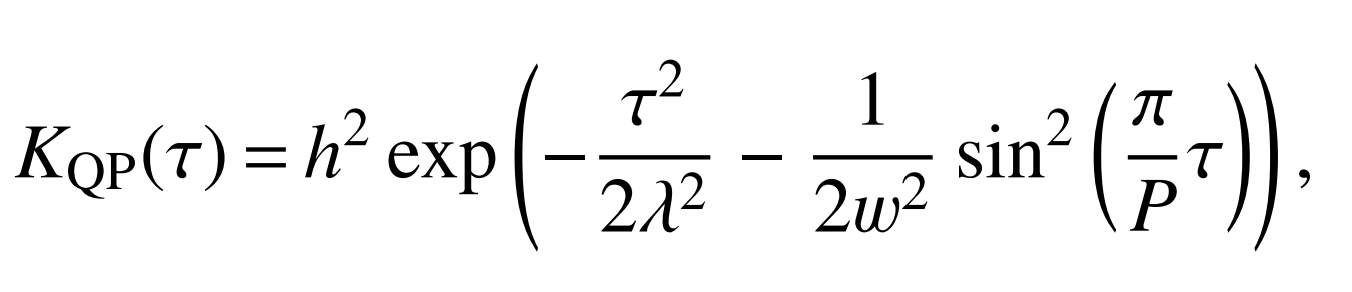 K_QP(τ) = h² exp(−τ²/2λ² − 1/2w² sin²(π/P τ)),